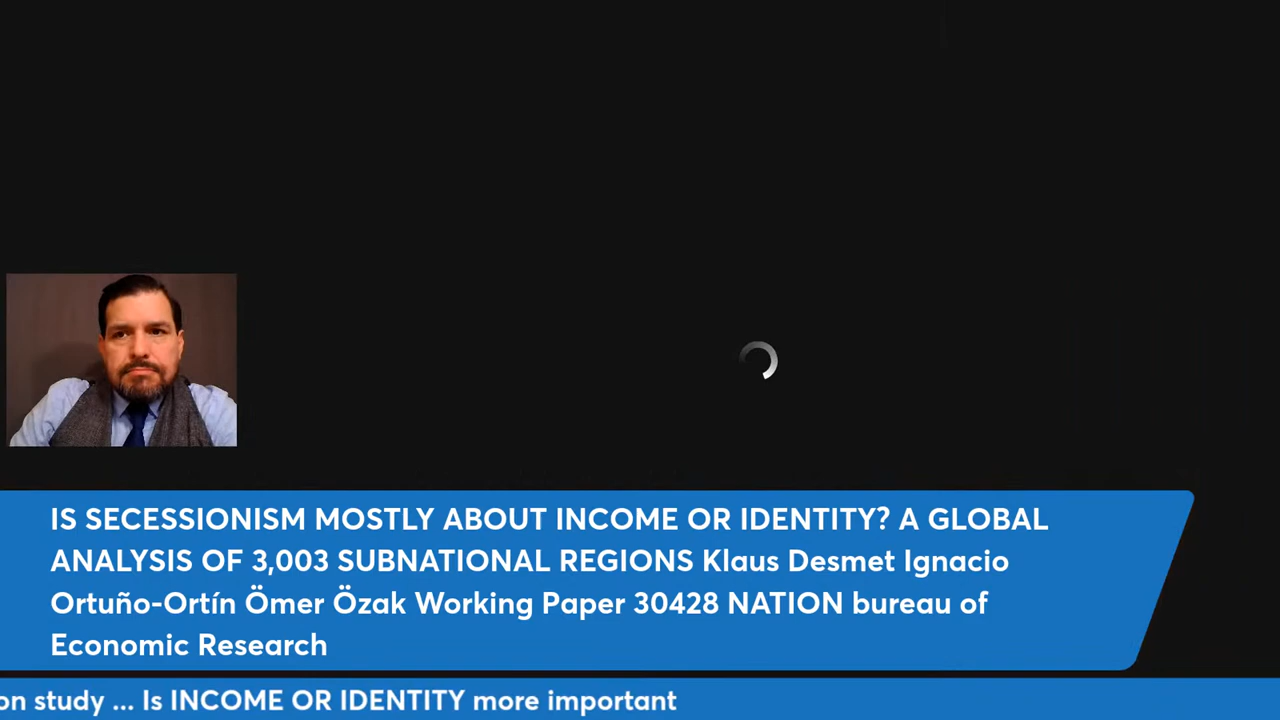 IS SECESSIONISM MOSTLY ABOUT INCOME OR IDENTITY? A GLOBAL
ANALYSIS OF 3,003 SUBNATIONAL REGIONS Klaus Desmet Ignacio
Ortuño-Ortín Ömer Özak Working Paper 30428 NATION bureau of
Economic Research
on study ... Is INCOME OR IDENTITY more important